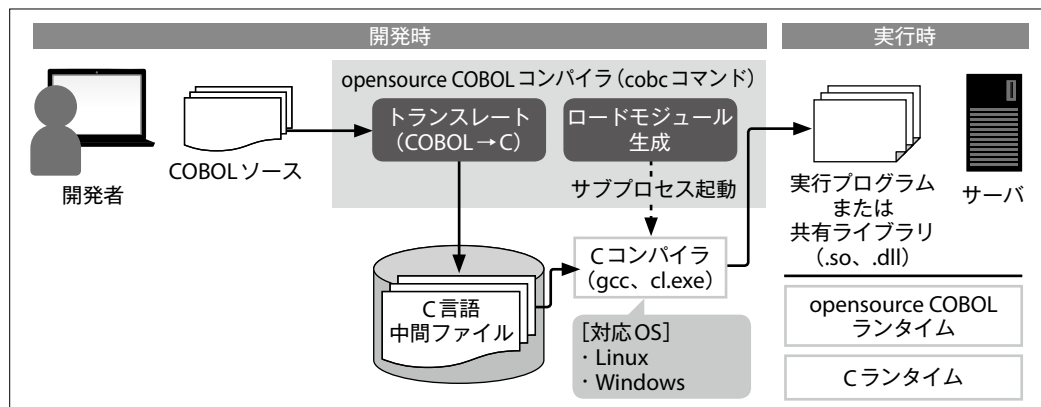 開発時
実行時
opensource COBOLコンパイラ（cobcコマンド）
トランスレート
（COBOL→C）
ロードモジュール
生成
COBOLソース
開発者
サブプロセス起動
実行プログラム
または
共有ライブラリ
（.so、.dll）
サーバ
Cコンパイラ
（gcc、cl.exe）
C言語
中間ファイル
［対応OS］
・Linux
・Windows
opensource COBOL
ランタイム
Cランタイム